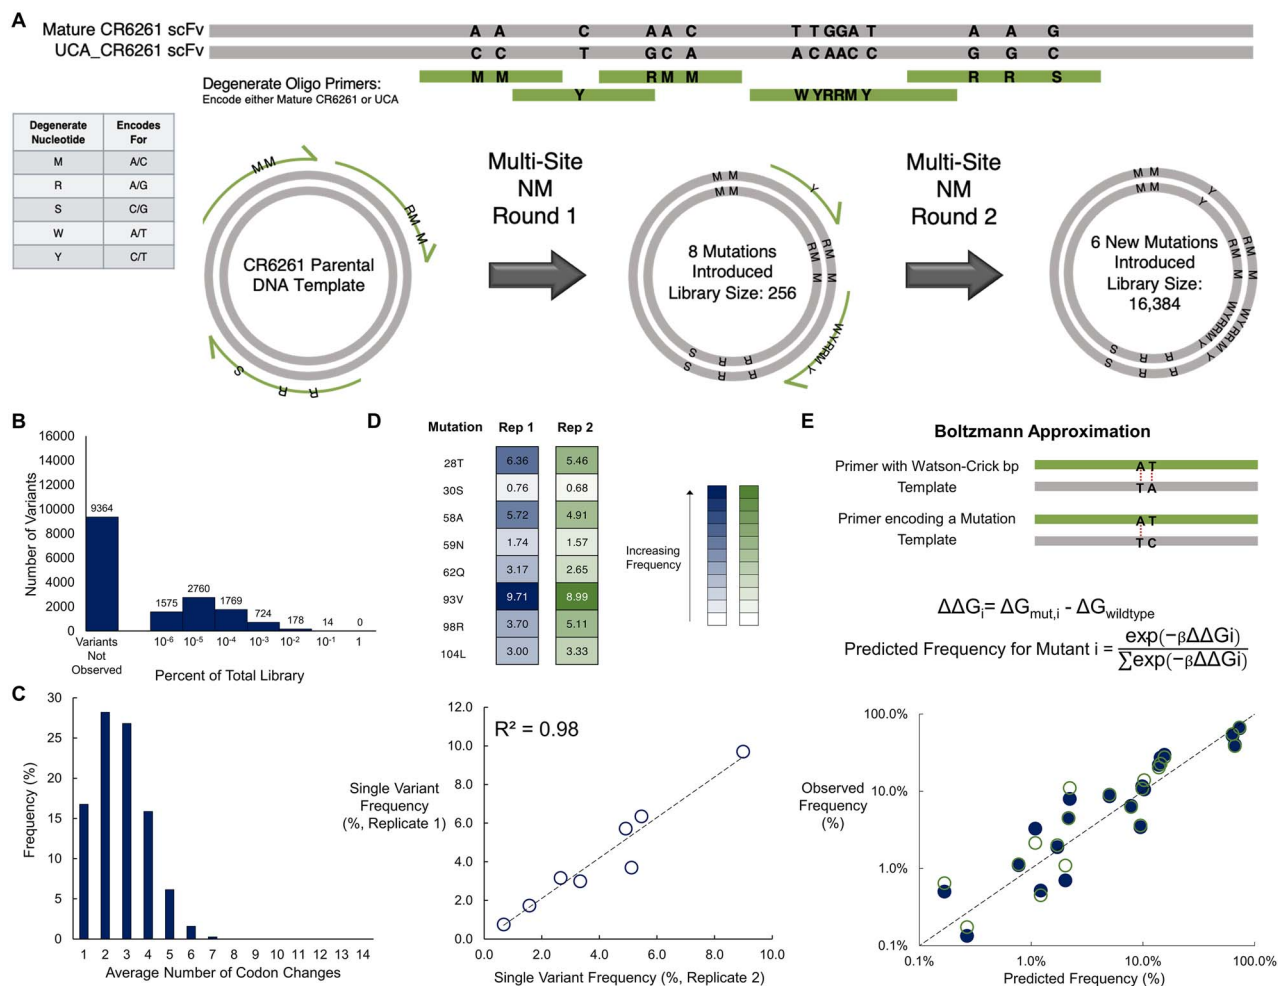 A
Mature CR6261 scFv A A C A A C T T G G A T A A G
UCA_CR6261 scFv C C T G C A A C A A C C G G C
Degenerate Oligo Primers: M M R M M R R S
Encode either Mature CR6261 or UCA Y W Y R R M Y
Degenerate Nucleotide Encodes For
M A/C
R A/G
S C/G
W A/T
Y C/T
M M
R M M
S R R
CR6261 Parental
DNA Template
Multi-Site
NM
Round 1
M M
M M
Y
R M M
R M M
W Y R R M Y
S R R
S R R
8 Mutations
Introduced
Library Size: 256
Multi-Site
NM
Round 2
M M
M M
Y
Y
R M M
R M M
W Y R R M Y
W Y R R M Y
S R R
S R R
6 New Mutations
Introduced
Library Size:
16,384
B
Number of Variants
16000
14000
12000
10000
8000
6000
4000
2000
0
9364
1575
2760
1769
724
178
14
0
Variants
Not
Observed
10-6 10-5 10-4 10-3 10-2 10-1 1
Percent of Total Library
C
Frequency (%)
30
25
20
15
10
5
0
1 2 3 4 5 6 7 8 9 10 11 12 13 14
Average Number of Codon Changes
D
Mutation Rep 1 Rep 2
28T 6.36 5.46
30S 0.76 0.68
58A 5.72 4.91
59N 1.74 1.57
62Q 3.17 2.65
93V 9.71 8.99
98R 3.70 5.11
104L 3.00 3.33
Increasing
Frequency
R² = 0.98
Single Variant
Frequency
(%, Replicate 1)
12.0
10.0
8.0
6.0
4.0
2.0
0.0
0.0 2.0 4.0 6.0 8.0 10.0
Single Variant Frequency (%, Replicate 2)
E
Boltzmann Approximation
Primer with Watson-Crick bp A T
Template T A
Primer encoding a Mutation A T
Template T C
ΔΔGi= ΔGmut,i - ΔGwildtype
Predicted Frequency for Mutant i = exp(−βΔΔGi)
∑exp(−βΔΔGi)
Observed
Frequency
(%)
100.0%
10.0%
1.0%
0.1%
0.1% 1.0% 10.0% 100.0%
Predicted Frequency (%)